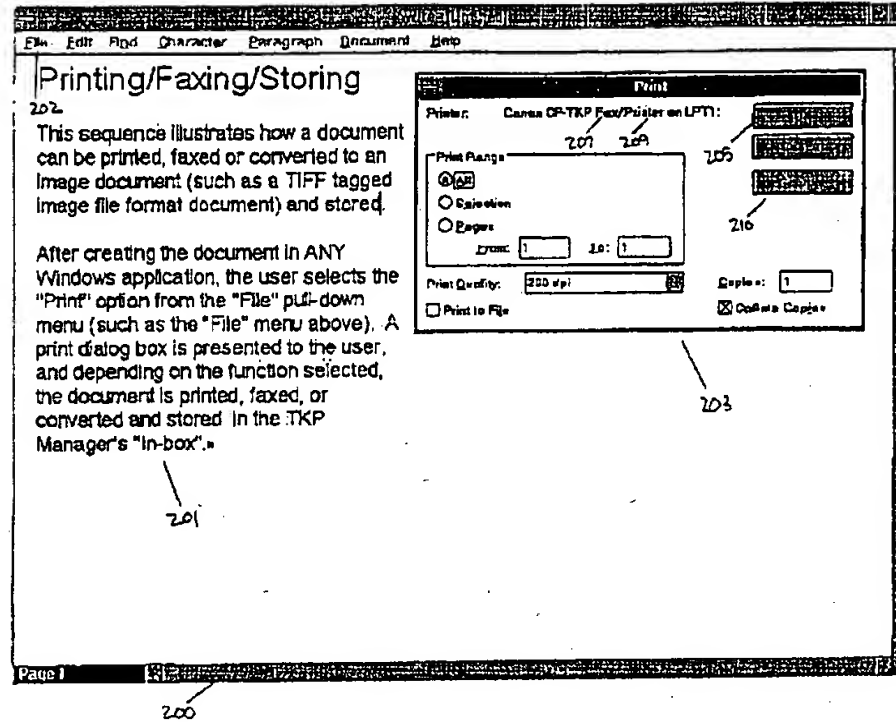 File Edit Find Character Paragraph Document Help
Printing/Faxing/Storing
202
This sequence illustrates how a document
can be printed, faxed or converted to an
image document (such as a TIFF tagged
image file format document) and stored.
After creating the document in ANY
Windows application, the user selects the
"Print" option from the "File" pull-down
menu (such as the "File" menu above). A
print dialog box is presented to the user,
and depending on the function selected,
the document is printed, faxed, or
converted and stored in the TKP
Manager's "In-box".
201
Print
Printer: Canon CP-TKP Fax/Printer on LPT1:
207 209 205
Print Range
All
Selection
Pages
From: 1 To: 1
210
Print Quality: 200 dpi Copies: 1
Print to File Collate Copies
203
Page 1
200